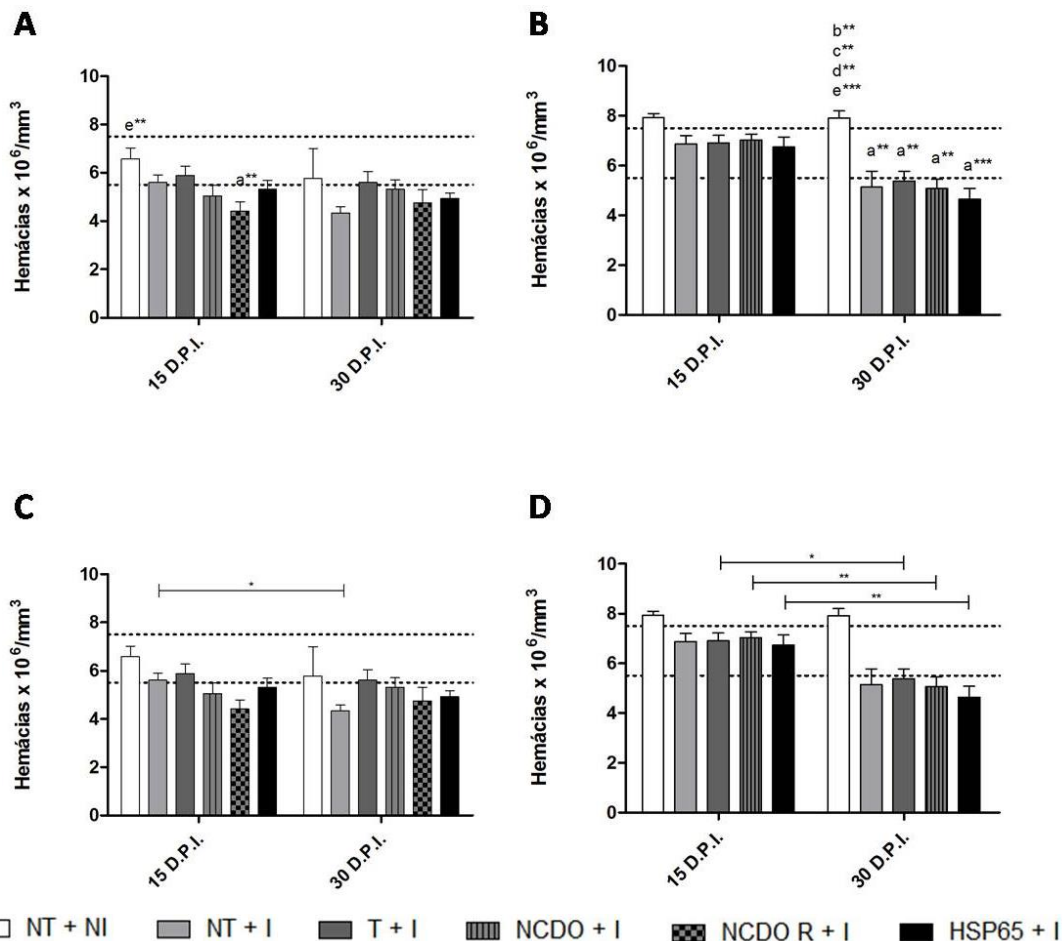 A
Hemácias x 10⁶/mm³
10
8
6
4
2
0
e**
a**
15 D.P.I.
30 D.P.I.
B
Hemácias x 10⁶/mm³
10
8
6
4
2
0
b**
c**
d**
e***
a**
a**
a**
a***
15 D.P.I.
30 D.P.I.
C
Hemácias x 10⁶/mm³
10
8
6
4
2
0
*
15 D.P.I.
30 D.P.I.
D
Hemácias x 10⁶/mm³
10
8
6
4
2
0
*
**
**
15 D.P.I.
30 D.P.I.
NT + NI NT + I T + I NCDO + I NCDO R + I HSP65 + I